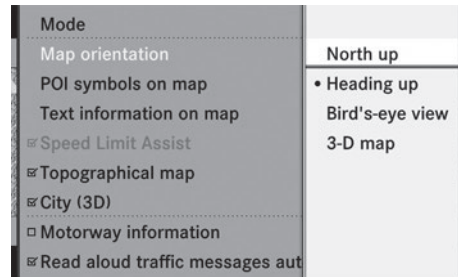 Mode
Map orientation
POI symbols on map
Text information on map
Speed Limit Assist
Topographical map
City (3D)
Motorway information
Read aloud traffic messages aut
North up
• Heading up
Bird's-eye view
3-D map